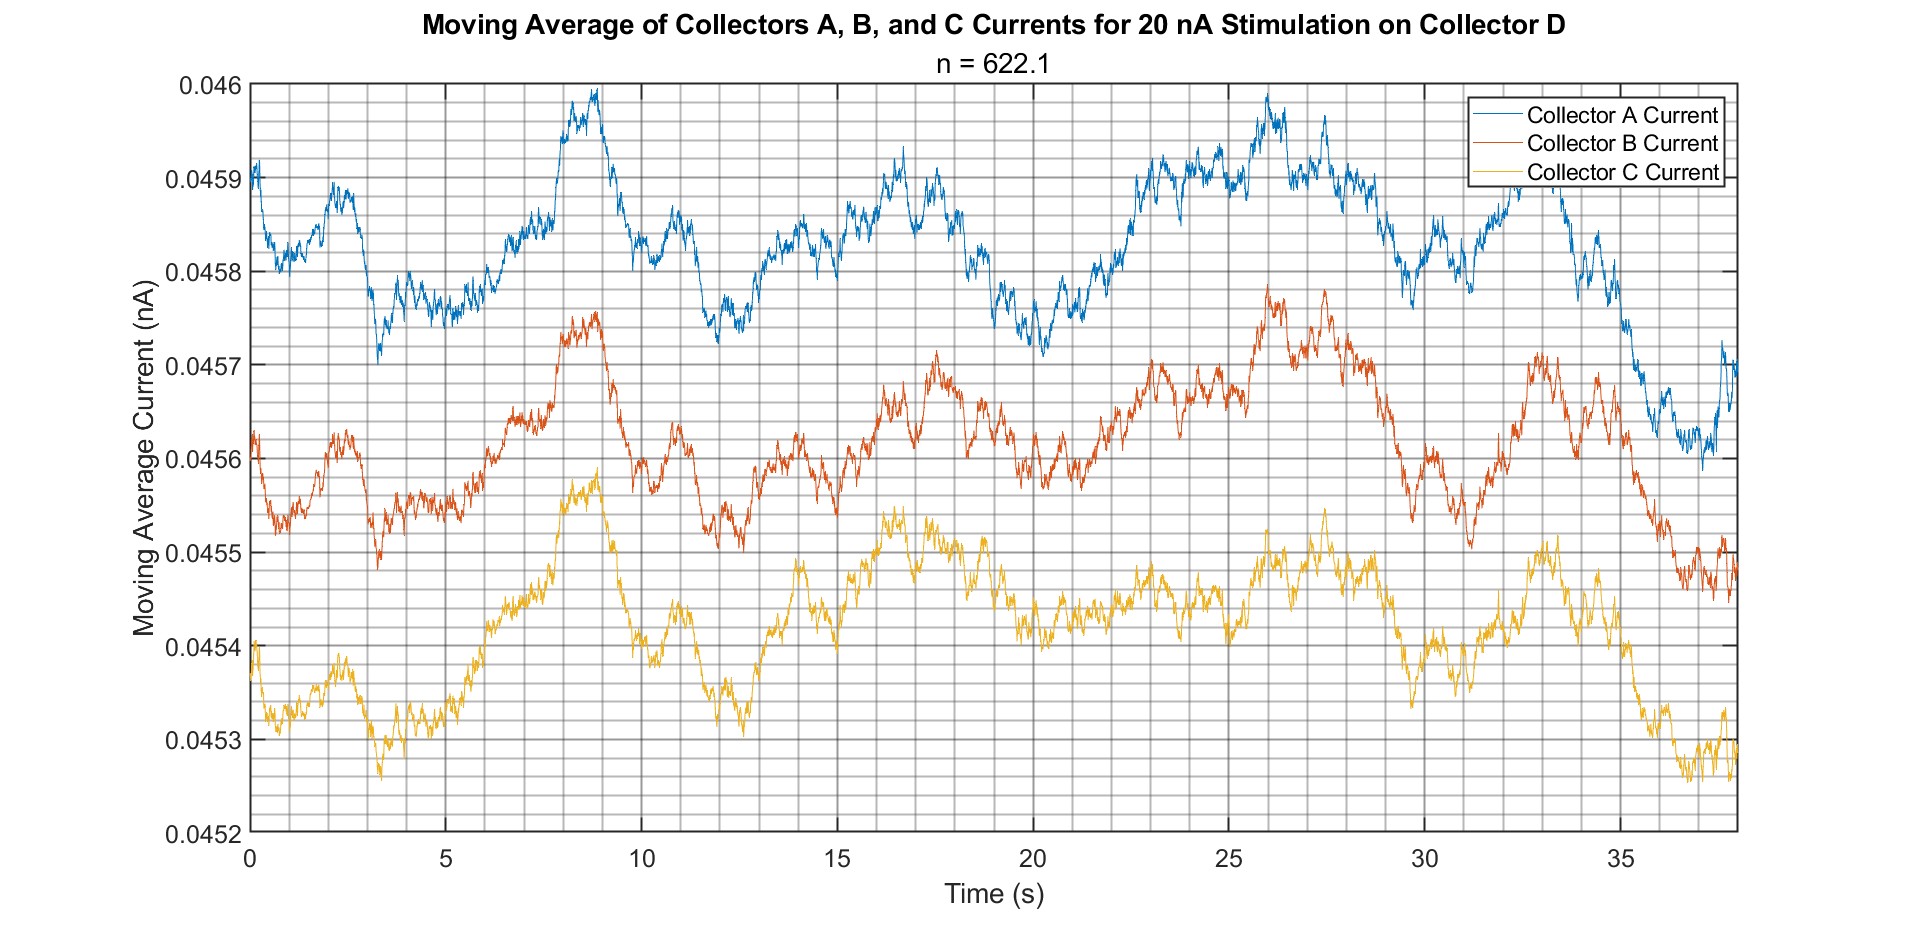 Moving Average of Collectors A, B, and C Currents for 20 nA Stimulation on Collector D
n = 622.1
Moving Average Current (nA)
0.046
0.0459
0.0458
0.0457
0.0456
0.0455
0.0454
0.0453
0.0452
Collector A Current
Collector B Current
Collector C Current
0 5 10 15 20 25 30 35
Time (s)